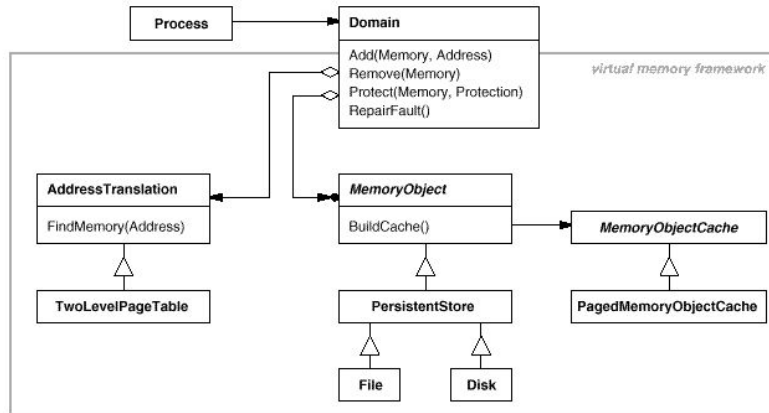 Process
Domain
Add(Memory, Address)
Remove(Memory)
Protect(Memory, Protection)
RepairFault()
virtual memory framework
AddressTranslation
FindMemory(Address)
MemoryObject
BuildCache()
MemoryObjectCache
TwoLevelPageTable
PersistentStore
PagedMemoryObjectCache
File
Disk